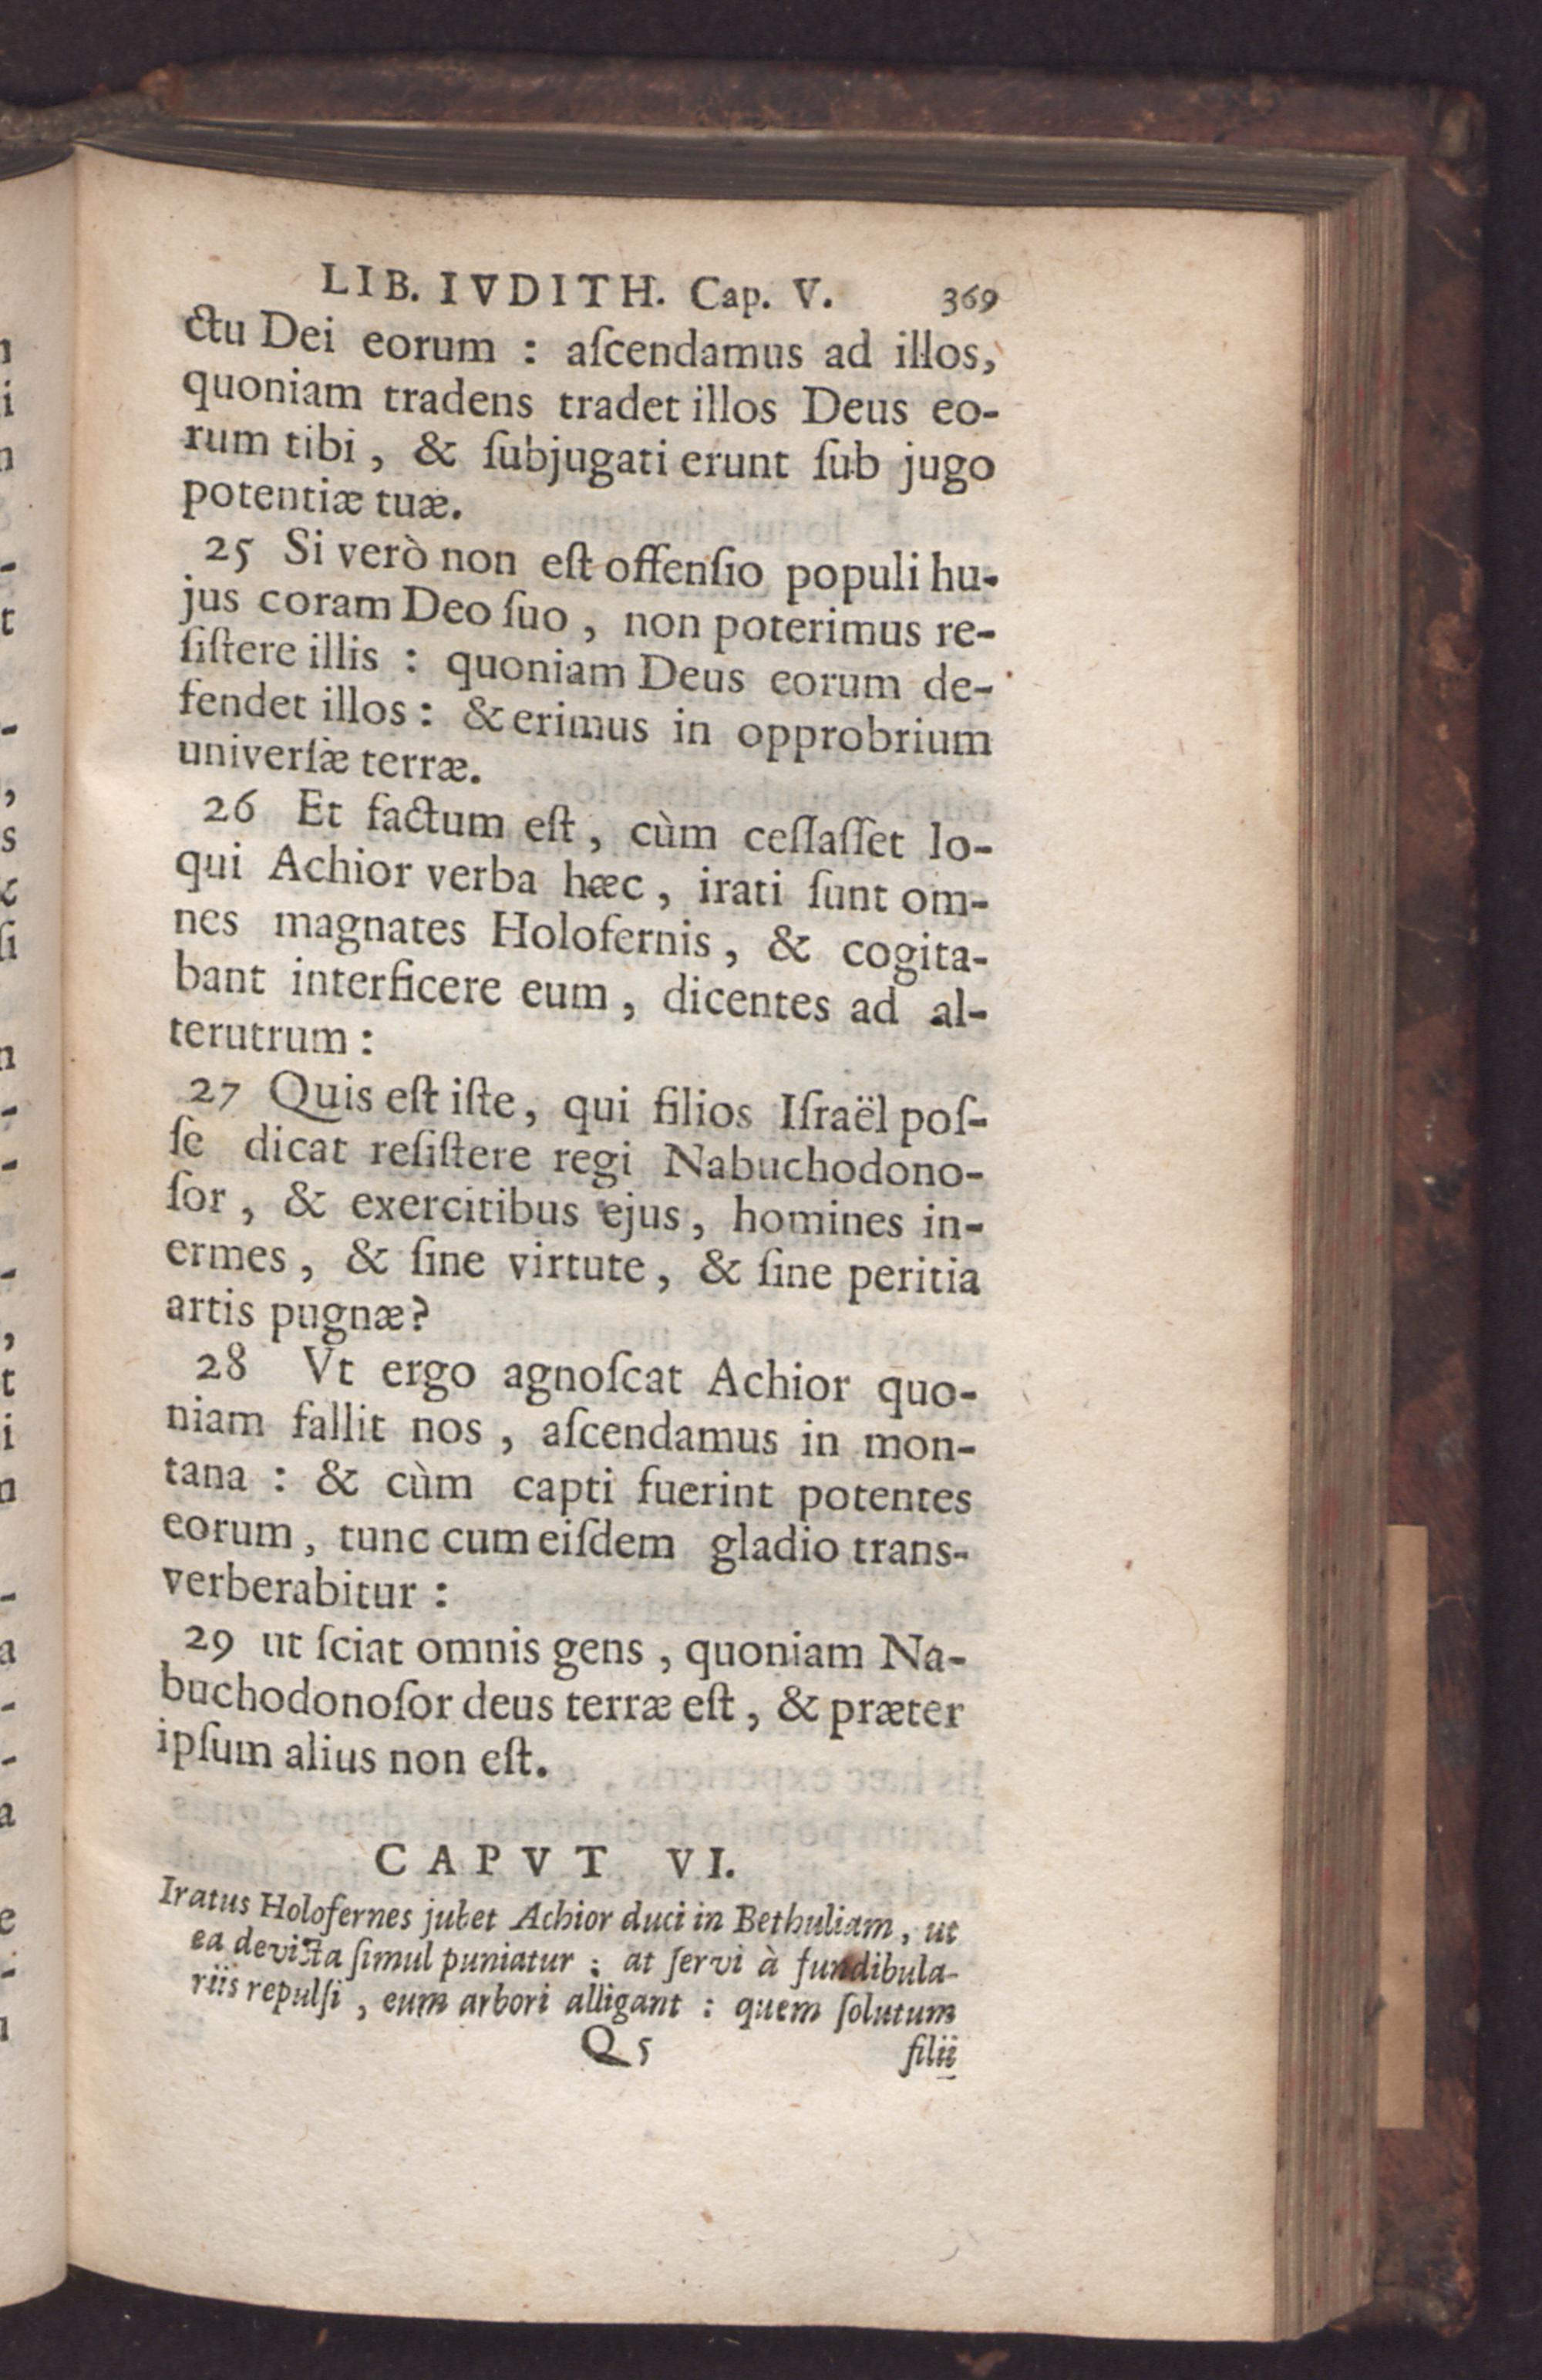 LIB. IVDITH. Cap. V. 369
ctu Dei eorum : aſcendamus ad illos,
quoniam tradens tradet illos Deus eo-
rum tibi, & ſubjugati erunt ſub jugo
potentiæ tuæ.
25 Si verò non eſt offenſio populi hu-
jus coram Deo ſuo, non poterimus re-
ſiſtere illis : quoniam Deus eorum de-
fendet illos : & erimus in opprobrium
univerſæ terræ.
26 Et factum eſt, cùm ceſſaſſet lo-
qui Achior verba hæc, irati ſunt om-
nes magnates Holofernis, & cogita-
bant interficere eum, dicentes ad al-
terutrum :
27 Quis eſt iſte, qui filios Iſraël poſ-
ſe dicat reſiſtere regi Nabuchodono-
ſor, & exercitibus ejus, homines in-
ermes, & ſine virtute, & ſine peritia
artis pugnæ?
28 Vt ergo agnoſcat Achior quo-
niam fallit nos, aſcendamus in mon-
tana : & cùm capti fuerint potentes
eorum, tunc cum eiſdem gladio trans-
verberabitur :
29 ut ſciat omnis gens, quoniam Na-
buchodonoſor deus terræ eſt, & præter
ipſum alius non eſt.
CAPVT VI.
Iratus Holofernes jubet Achior duci in Bethuliam, ut
ea devicta ſimul puniatur ; at ſervi à fundibula-
riis repulſi, eum arbori alligant : quem ſolutum
Q5 filii